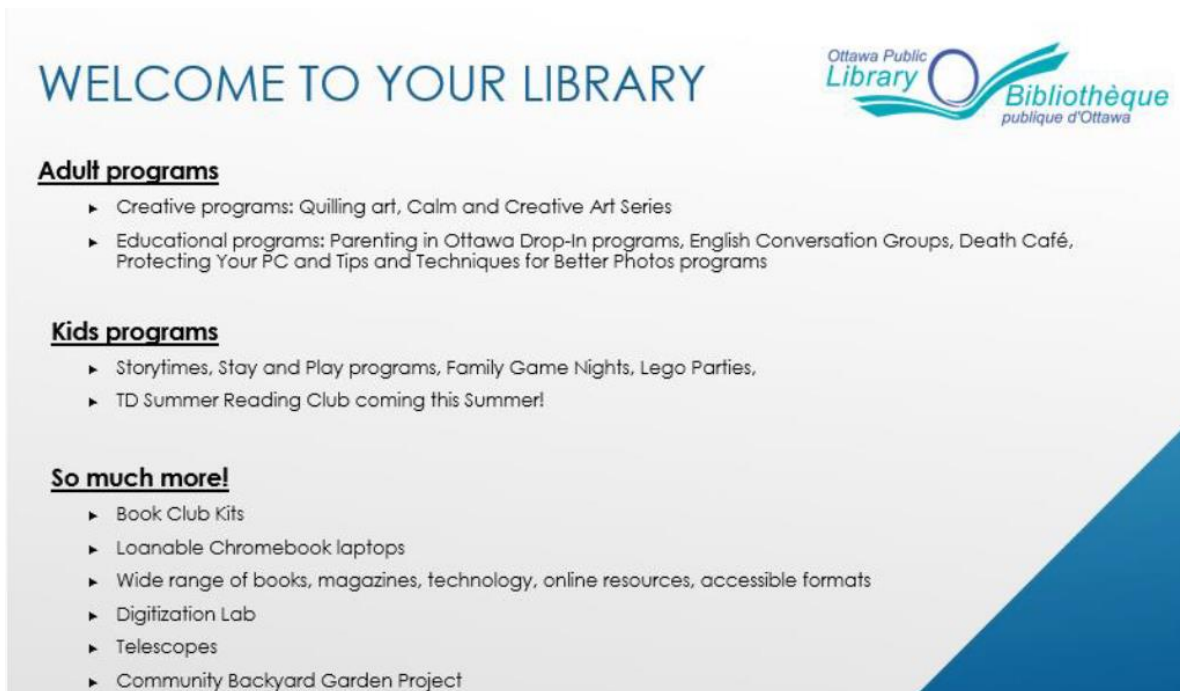 WELCOME TO YOUR LIBRARY
Ottawa Public
Library
Bibliothèque
publique d'Ottawa
Adult programs
► Creative programs: Quilling art, Calm and Creative Art Series
► Educational programs: Parenting in Ottawa Drop-In programs, English Conversation Groups, Death Café,
Protecting Your PC and Tips and Techniques for Better Photos programs
Kids programs
► Storytimes, Stay and Play programs, Family Game Nights, Lego Parties,
► TD Summer Reading Club coming this Summer!
So much more!
► Book Club Kits
► Loanable Chromebook laptops
► Wide range of books, magazines, technology, online resources, accessible formats
► Digitization Lab
► Telescopes
► Community Backyard Garden Project